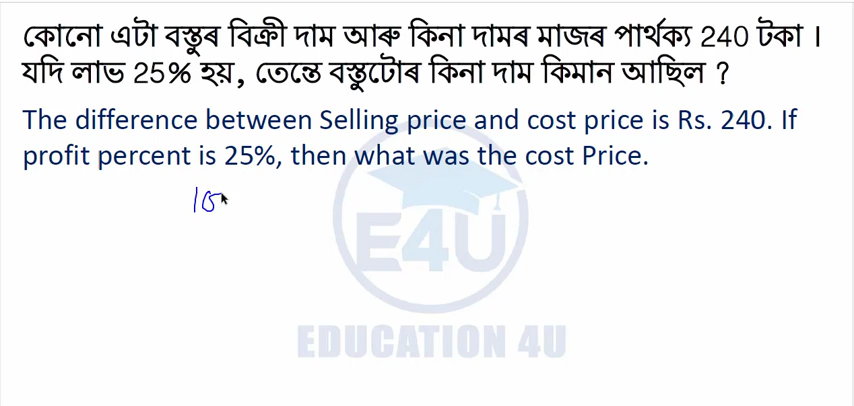 কোনো এটা বস্তুৰ বিক্ৰী দাম আৰু কিনা দামৰ মাজৰ পাৰ্থক্য 240 টকা ।
যদি লাভ 25% হয়, তেন্তে বস্তুটোৰ কিনা দাম কিমান আছিল ?
The difference between Selling price and cost price is Rs. 240. If
profit percent is 25%, then what was the cost Price.
E4U
EDUCATION 4U